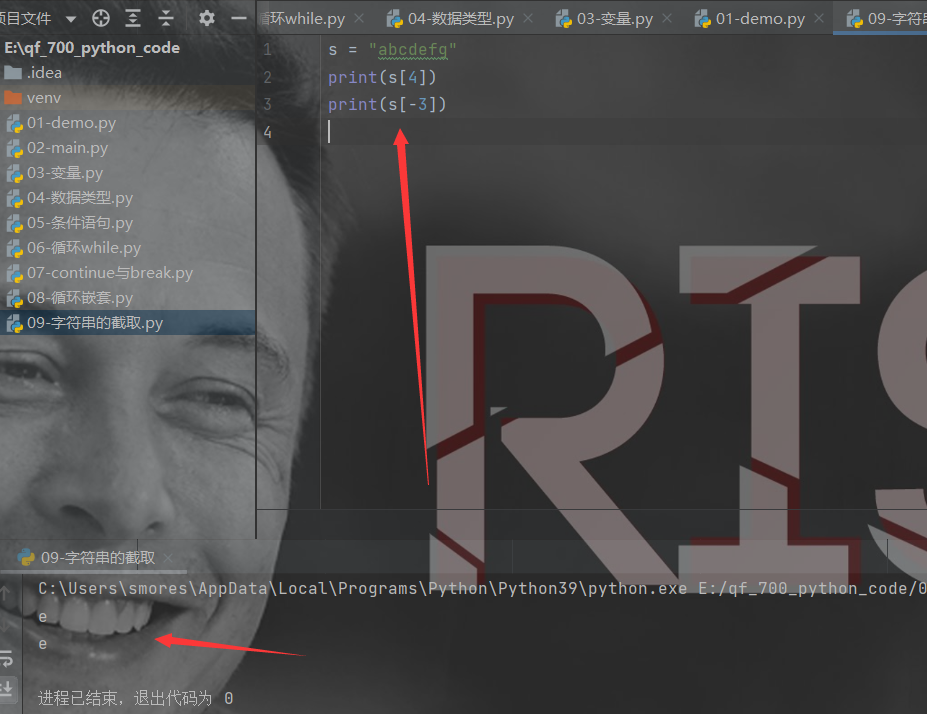 项目文件
循环while.py
04-数据类型.py
03-变量.py
01-demo.py
09-字符串
E:\qf_700_python_code
.idea
venv
01-demo.py
02-main.py
03-变量.py
04-数据类型.py
05-条件语句.py
06-循环while.py
07-continue与break.py
08-循环嵌套.py
09-字符串的截取.py
1 s = "abcdefg"
2 print(s[4])
3 print(s[-3])
4
RIS
09-字符串的截取
C:\Users\smores\AppData\Local\Programs\Python\Python39\python.exe E:/qf_700_python_code/0
e
e
进程已结束，退出代码为 0